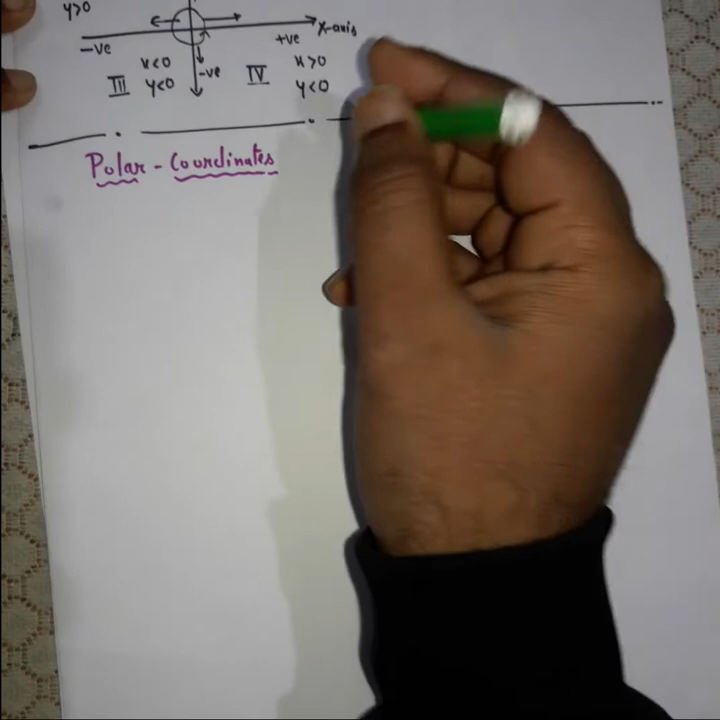 y>0
x-axis
-ve
+ve
x<0
-ve
IV
x>0
III
y<0
y<0
Polar - Coordinates